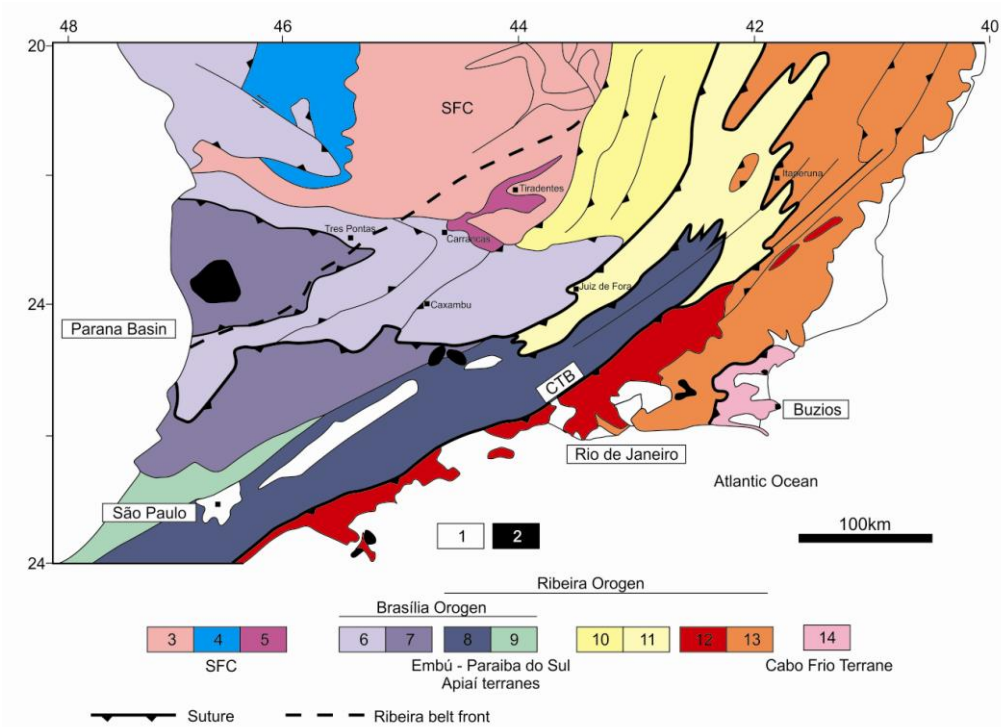 48 46 44 42 40
20
SFC
Tiradentes
Itaperuna
Tres Pontas
Carrancas
Juiz de Fora
24
Caxambu
Parana Basin
CTB
Buzios
Rio de Janeiro
Atlantic Ocean
São Paulo
1 2
100km
24
Ribeira Orogen
Brasília Orogen
3 4 5 6 7 8 9 10 11 12 13 14
SFC Embú - Paraiba do Sul Cabo Frio Terrane
Apiaí terranes
Suture Ribeira belt front